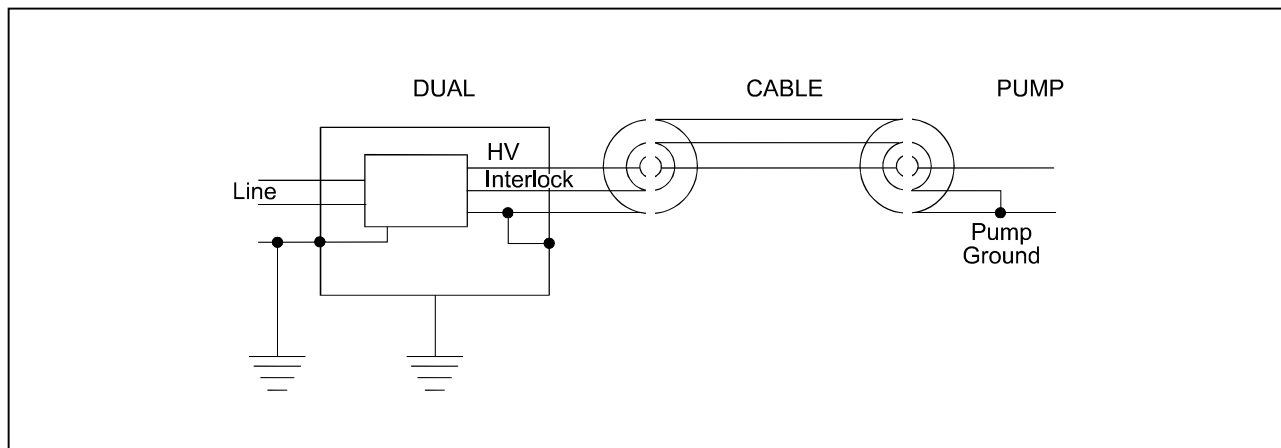 DUAL
CABLE
PUMP
HV
Interlock
Line
Pump
Ground